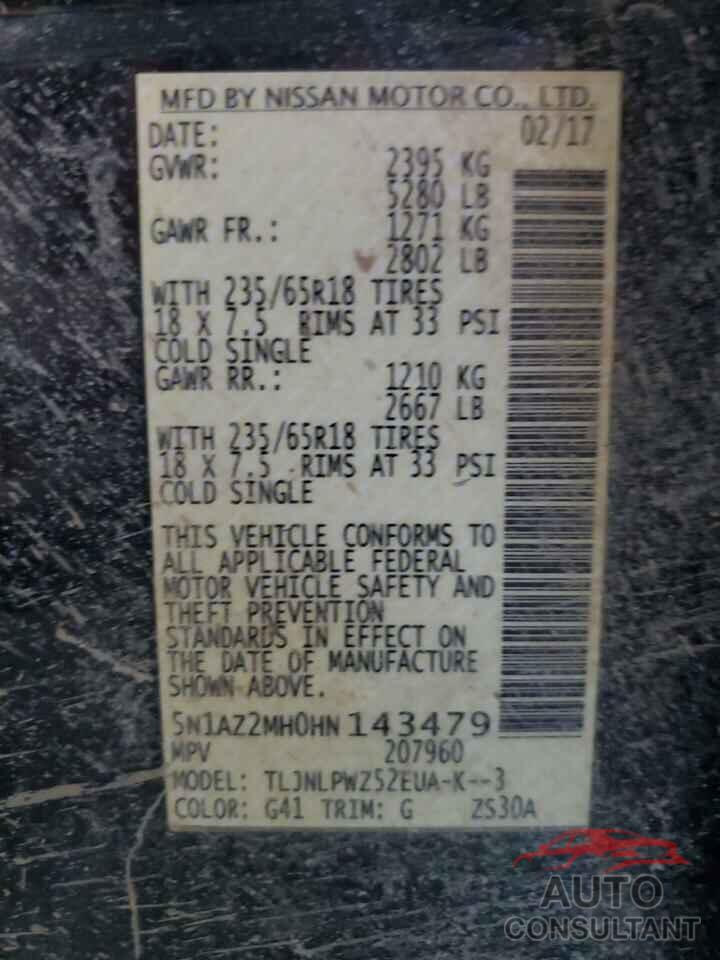 MFD BY NISSAN MOTOR CO., LTD.
DATE: 02/17
GVWR: 2395 KG
5280 LB
GAWR FR.: 1271 KG
2802 LB
WITH 235/65R18 TIRES
18 X 7.5 RIMS AT 33 PSI
COLD SINGLE
GAWR RR.: 1210 KG
2667 LB
WITH 235/65R18 TIRES
18 X 7.5 RIMS AT 33 PSI
COLD SINGLE
THIS VEHICLE CONFORMS TO
ALL APPLICABLE FEDERAL
MOTOR VEHICLE SAFETY AND
THEFT PREVENTION
STANDARDS IN EFFECT ON
THE DATE OF MANUFACTURE
SHOWN ABOVE.
5N1AZ2MH0HN 143479
MPV 207960
MODEL: TLJNLPWZ52EUA-K--3
COLOR: G41 TRIM: G ZS30A
AUTO
CONSULTANT